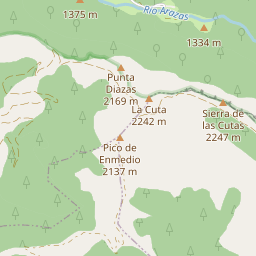 1375 m
Río Arazas
1334 m
Punta
Diazas
2169 m
La Cuta
2242 m
Sierra de
las Cutas
2247 m
Pico de
Enmedio
2137 m